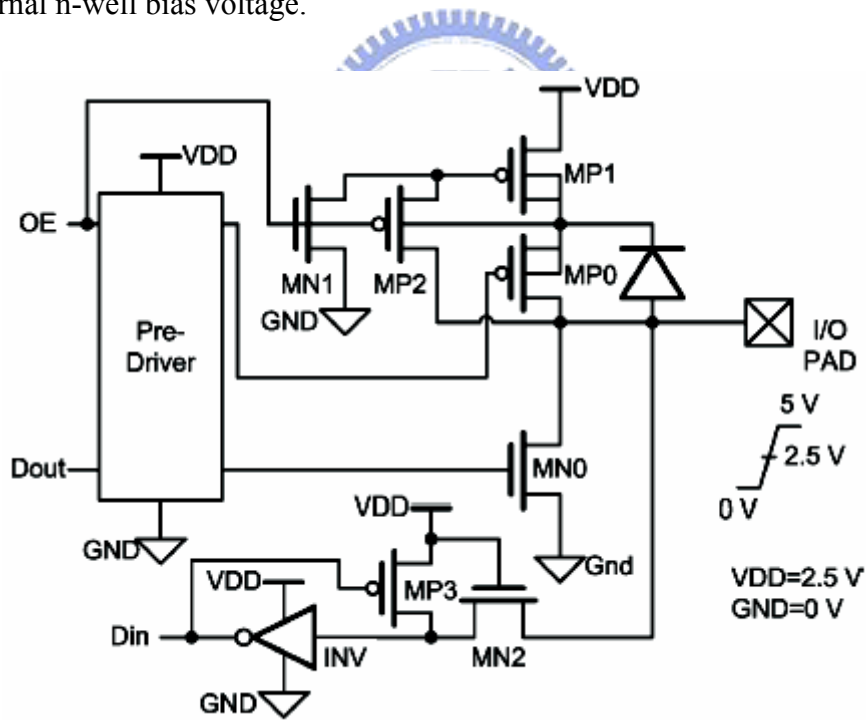 rnal n-well bias voltage.
VDD
VDD
OE
MP1
MN1
MP2
MP0
GND
Pre-
Driver
I/O
PAD
5 V
2.5 V
0 V
Dout
MN0
VDD
GND
Gnd
VDD
MP3
VDD=2.5 V
GND=0 V
Din
INV
MN2
GND